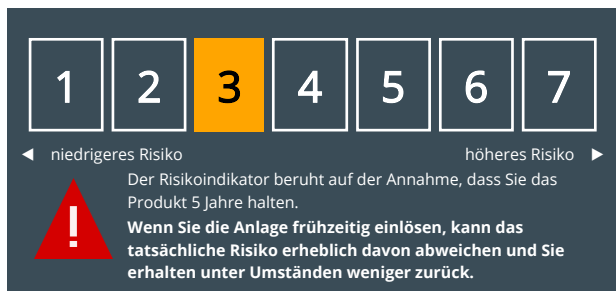 1 2 3 4 5 6 7
◄ niedrigeres Risiko höheres Risiko ►
Der Risikoindikator beruht auf der Annahme, dass Sie das
Produkt 5 Jahre halten.
Wenn Sie die Anlage frühzeitig einlösen, kann das
tatsächliche Risiko erheblich davon abweichen und Sie
erhalten unter Umständen weniger zurück.
!